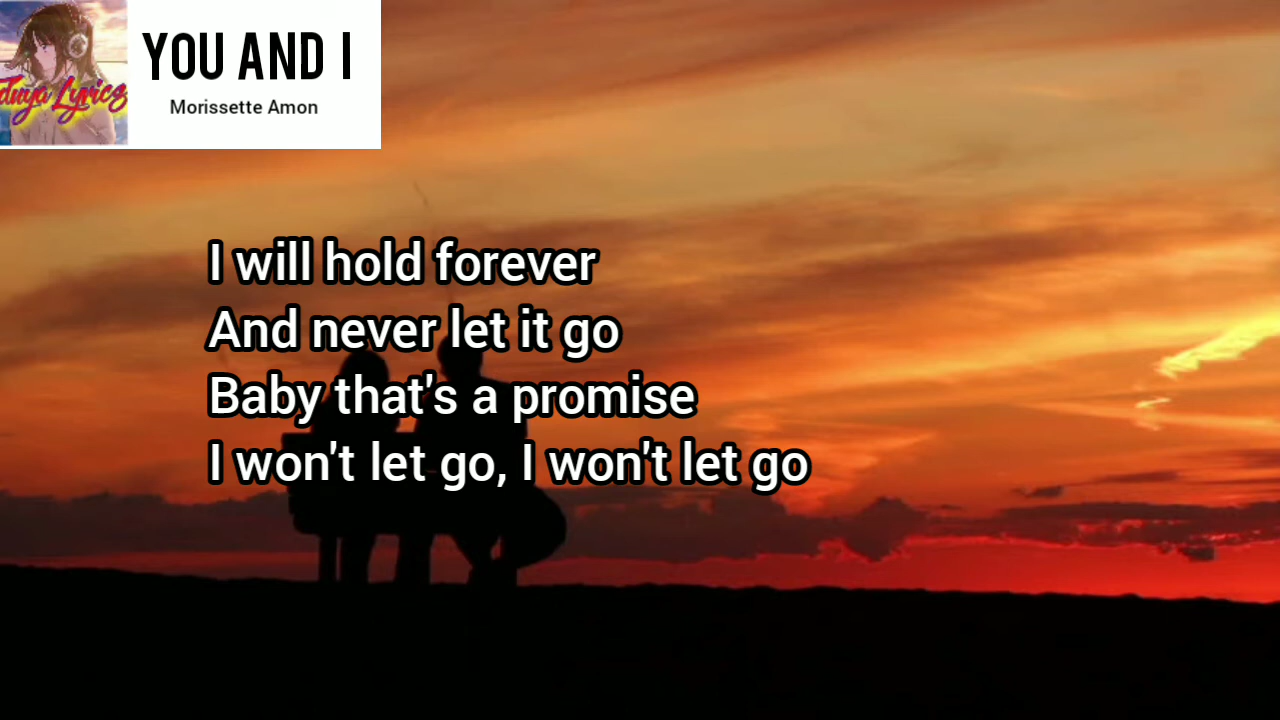 YOU AND I
Morissette Amon
Lyrics
I will hold forever
And never let it go
Baby that's a promise
I won't let go, I won't let go